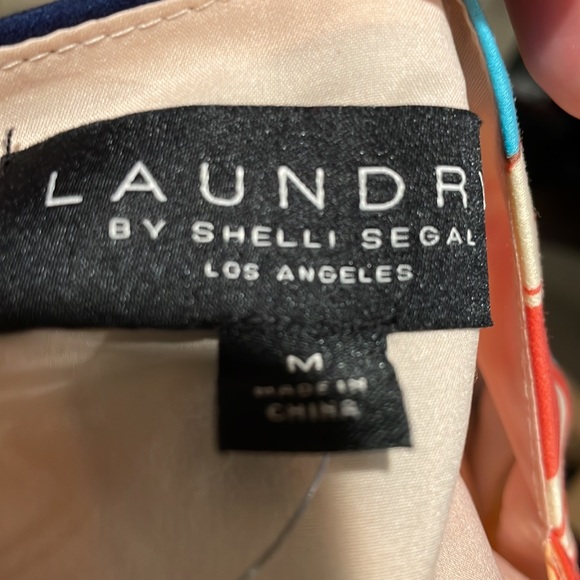 LAUNDRY
BY SHELLI SEGAL
LOS ANGELES
M
MADE IN
CHINA